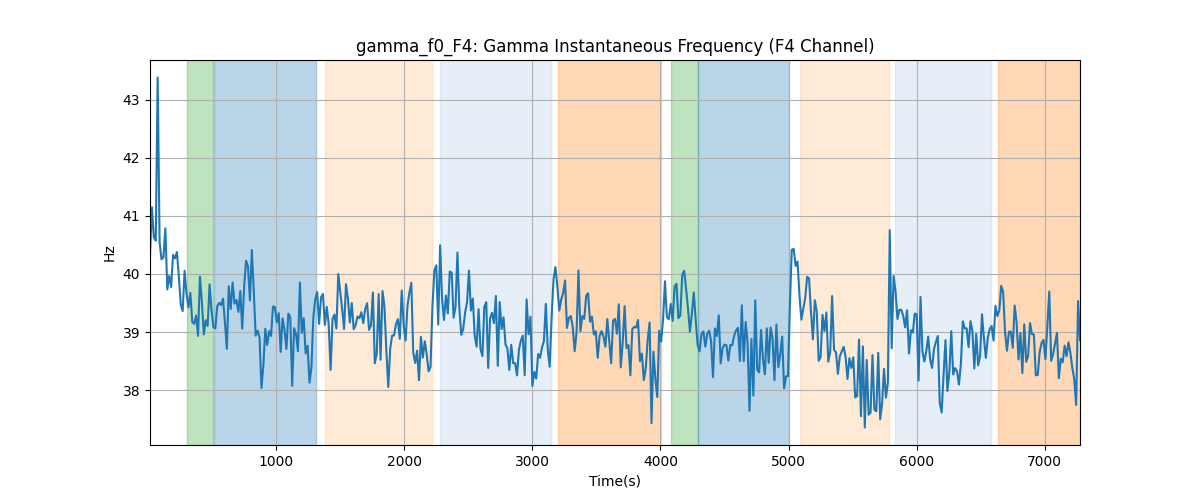 gamma_f0_F4: Gamma Instantaneous Frequency (F4 Channel)
43
42
41
40
39
38
Hz
1000 2000 3000 4000 5000 6000 7000
Time(s)